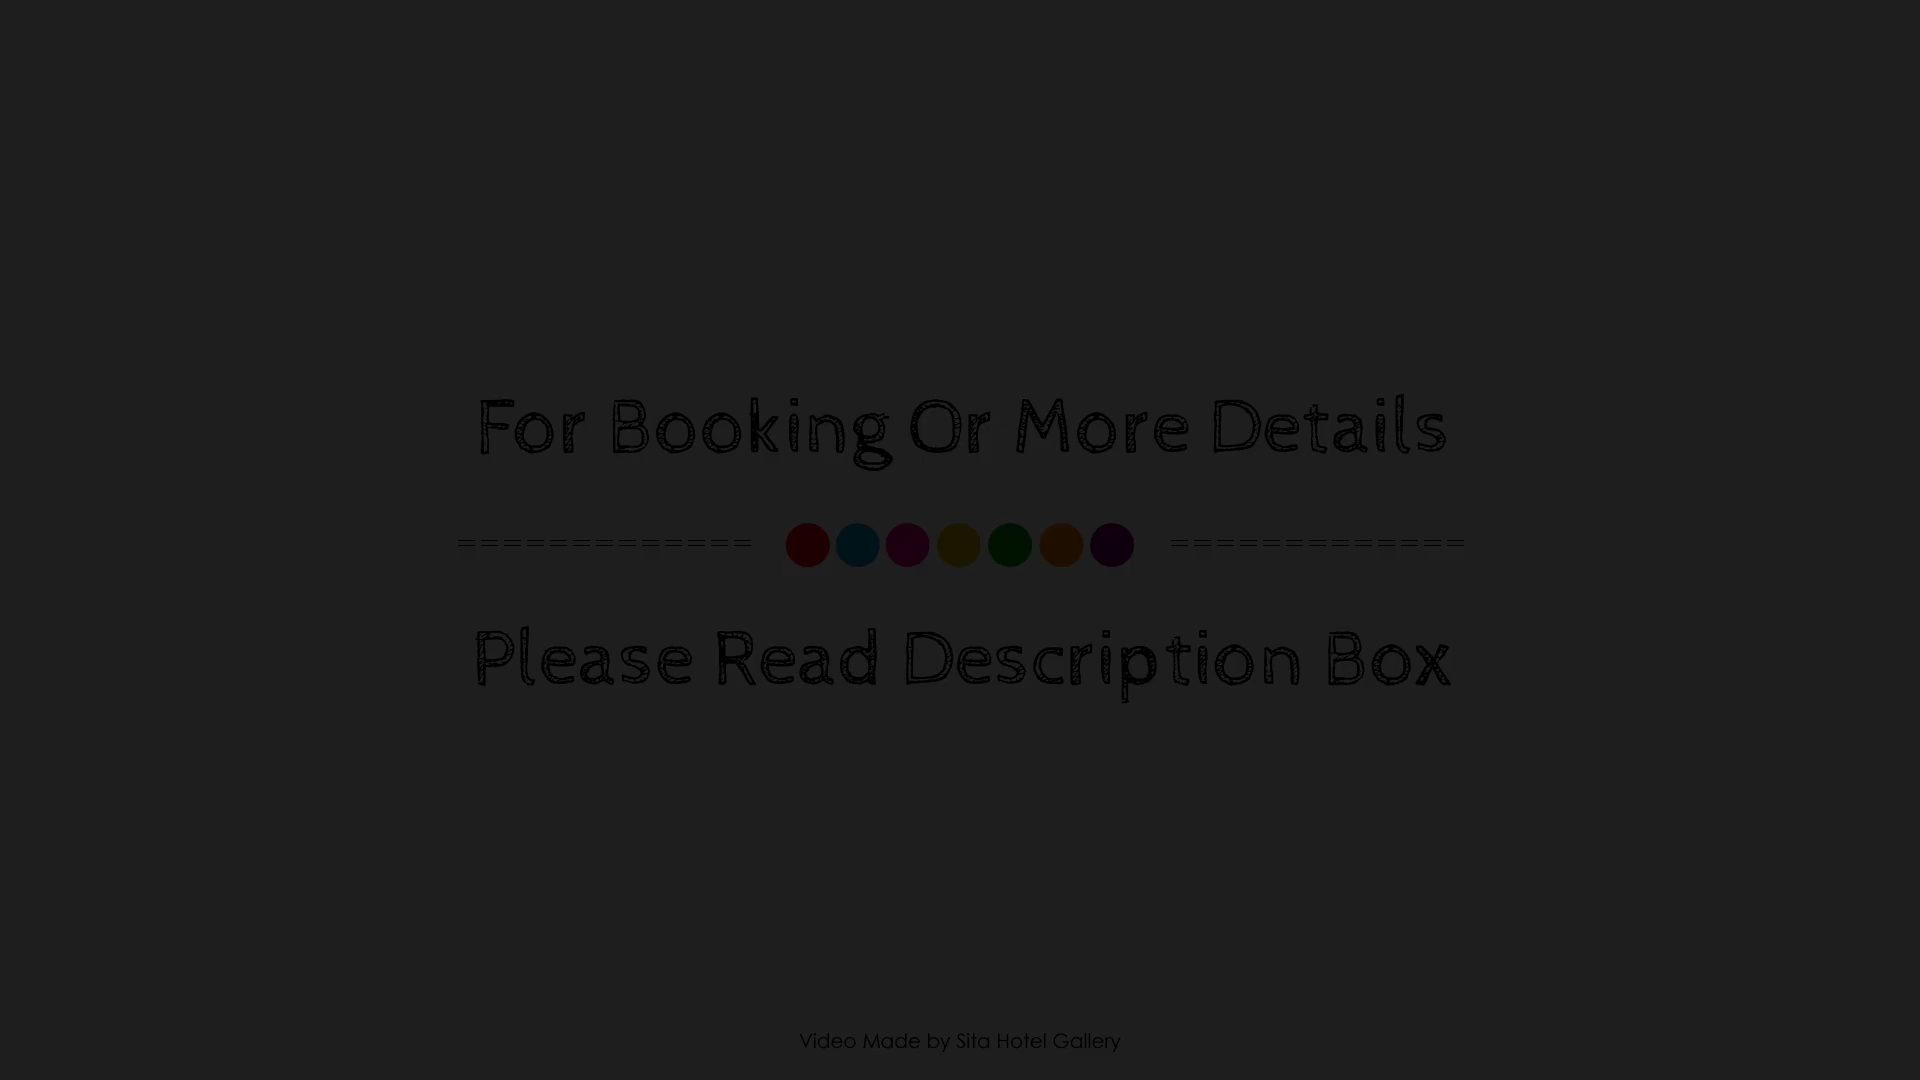 For Booking Or More Details
============= =============
Please Read Description Box
Video Made by Sita Hotel Gallery